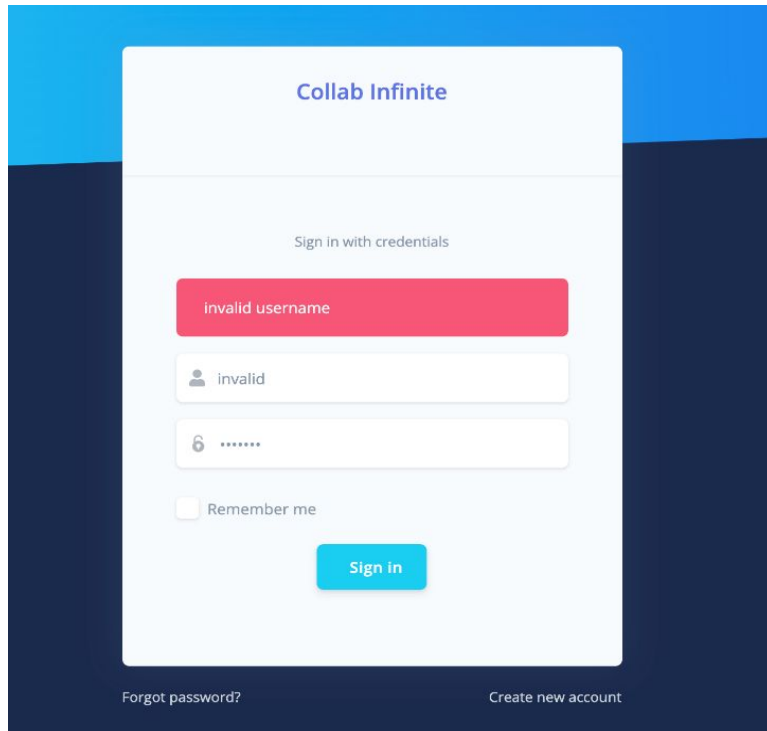 Collab Infinite
Sign in with credentials
invalid username
invalid
•••••••
Remember me
Sign in
Forgot password? Create new account